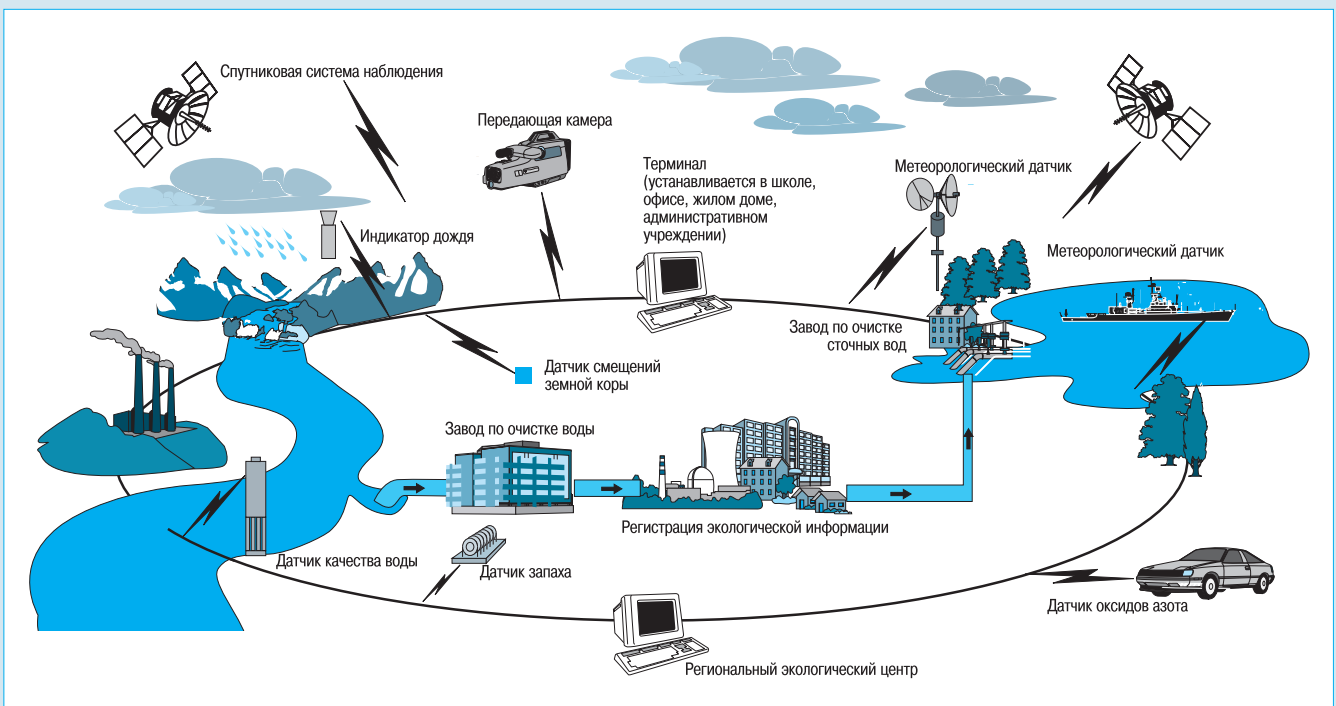 Спутниковая система наблюдения
Передающая камера
Терминал
(устанавливается в школе,
офисе, жилом доме,
административном
учреждении)
Метеорологический датчик
Индикатор дождя
Метеорологический датчик
Завод по очистке
сточных вод
Датчик смещений
земной коры
Завод по очистке воды
Регистрация экологической информации
Датчик качества воды
Датчик запаха
Датчик оксидов азота
Региональный экологический центр